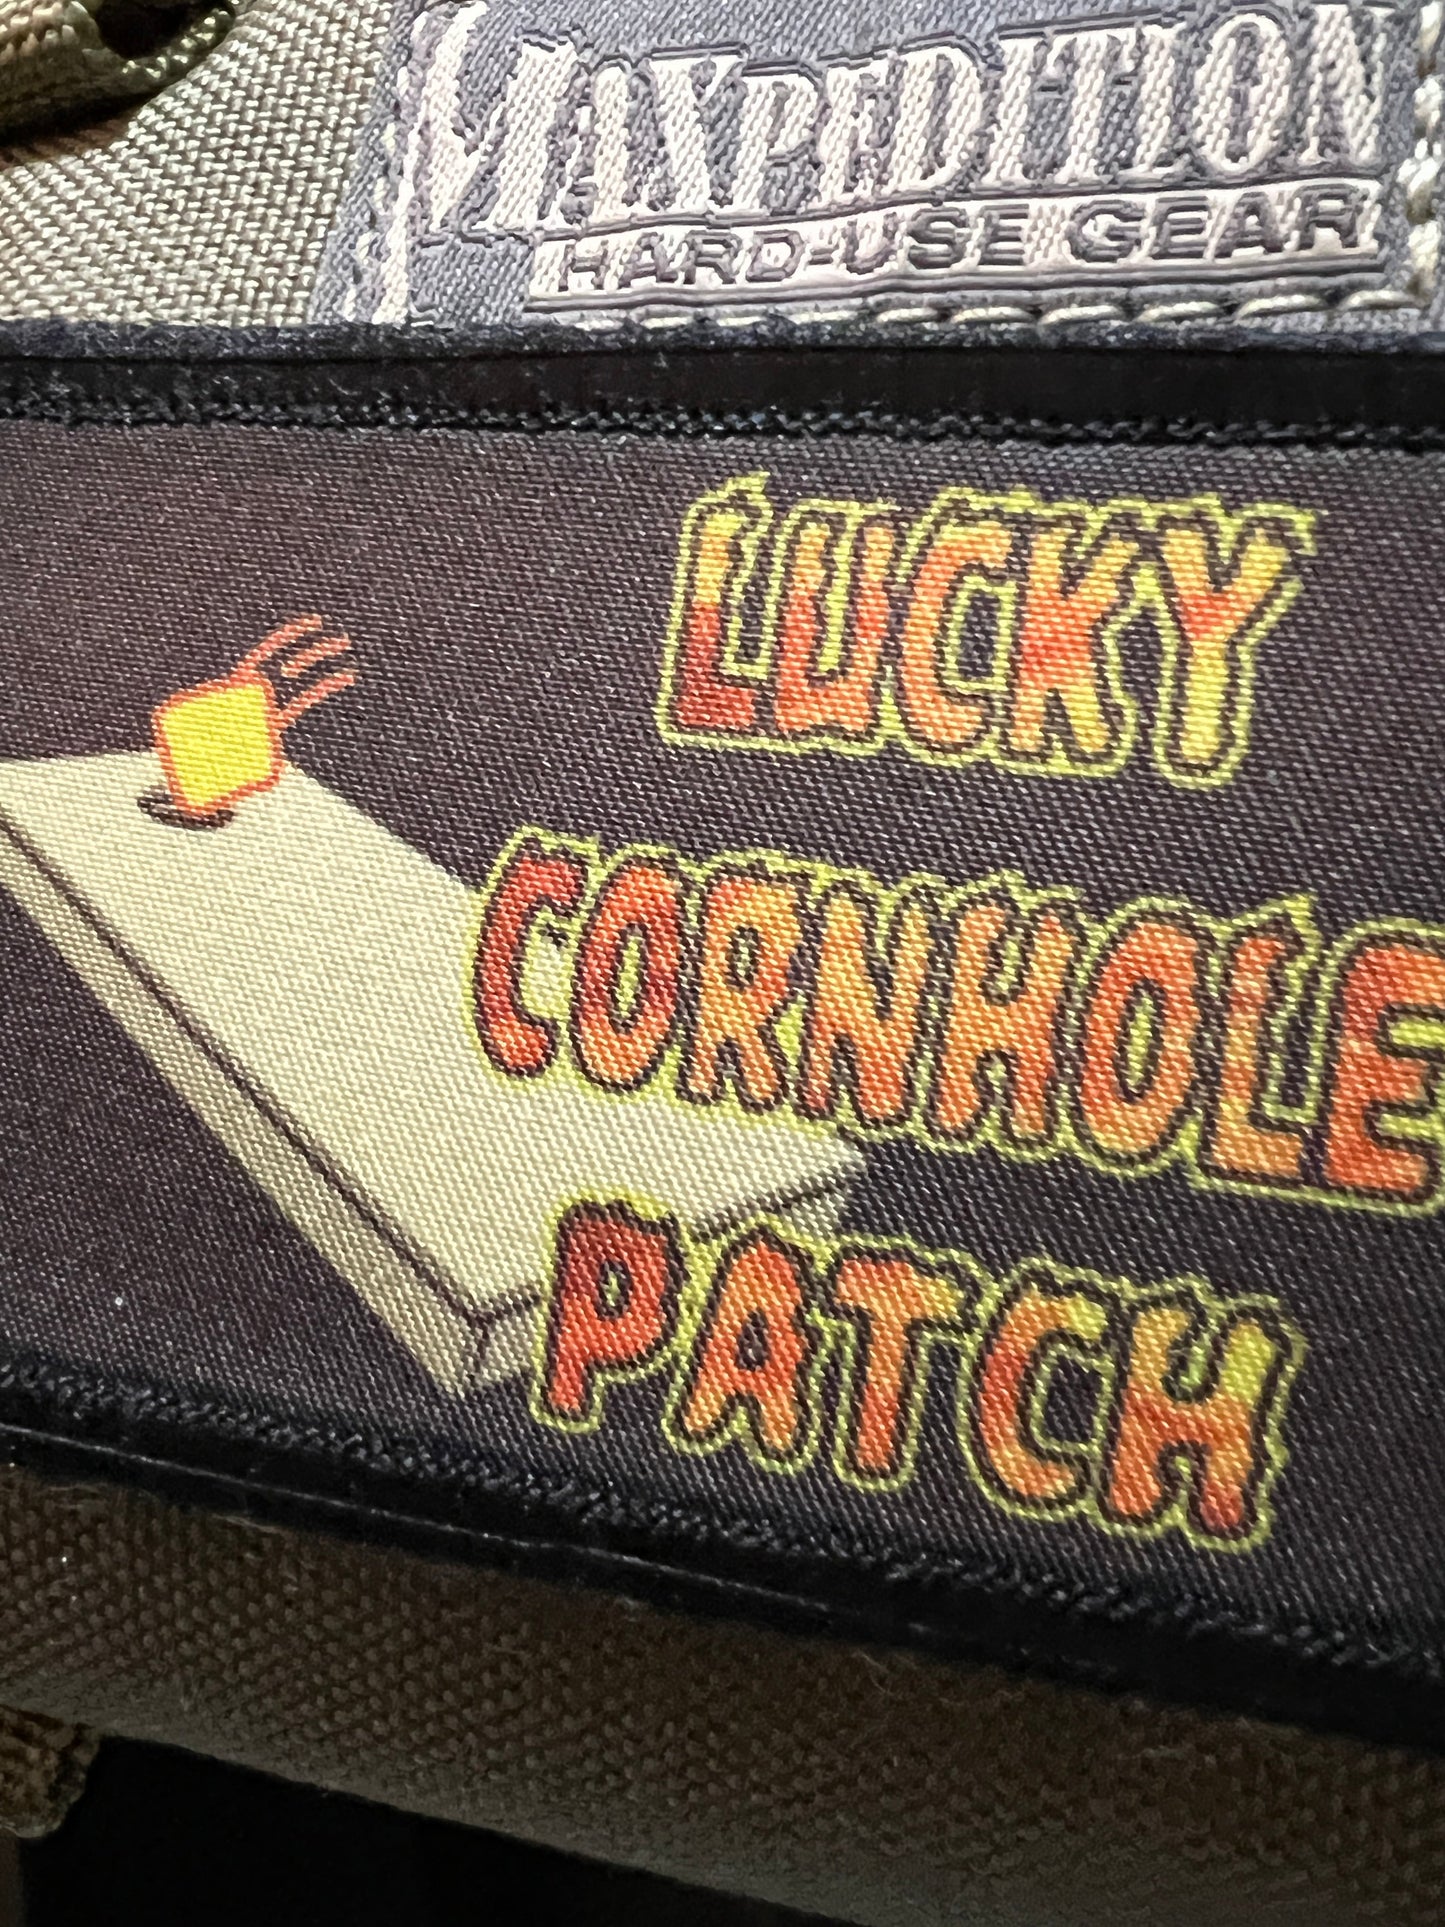 MAXPEDITION
HARD-USE GEAR
LUCKY
CORNHOLE
PATCH